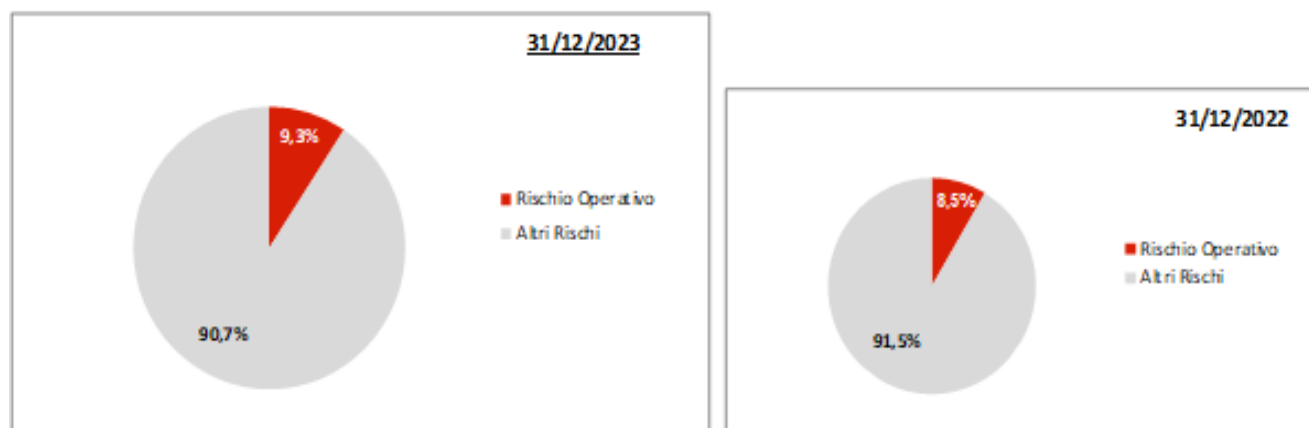 31/12/2023
9,3%
Rischio Operativo
Altri Rischi
90,7%
31/12/2022
8,5%
Rischio Operativo
Altri Rischi
91,5%